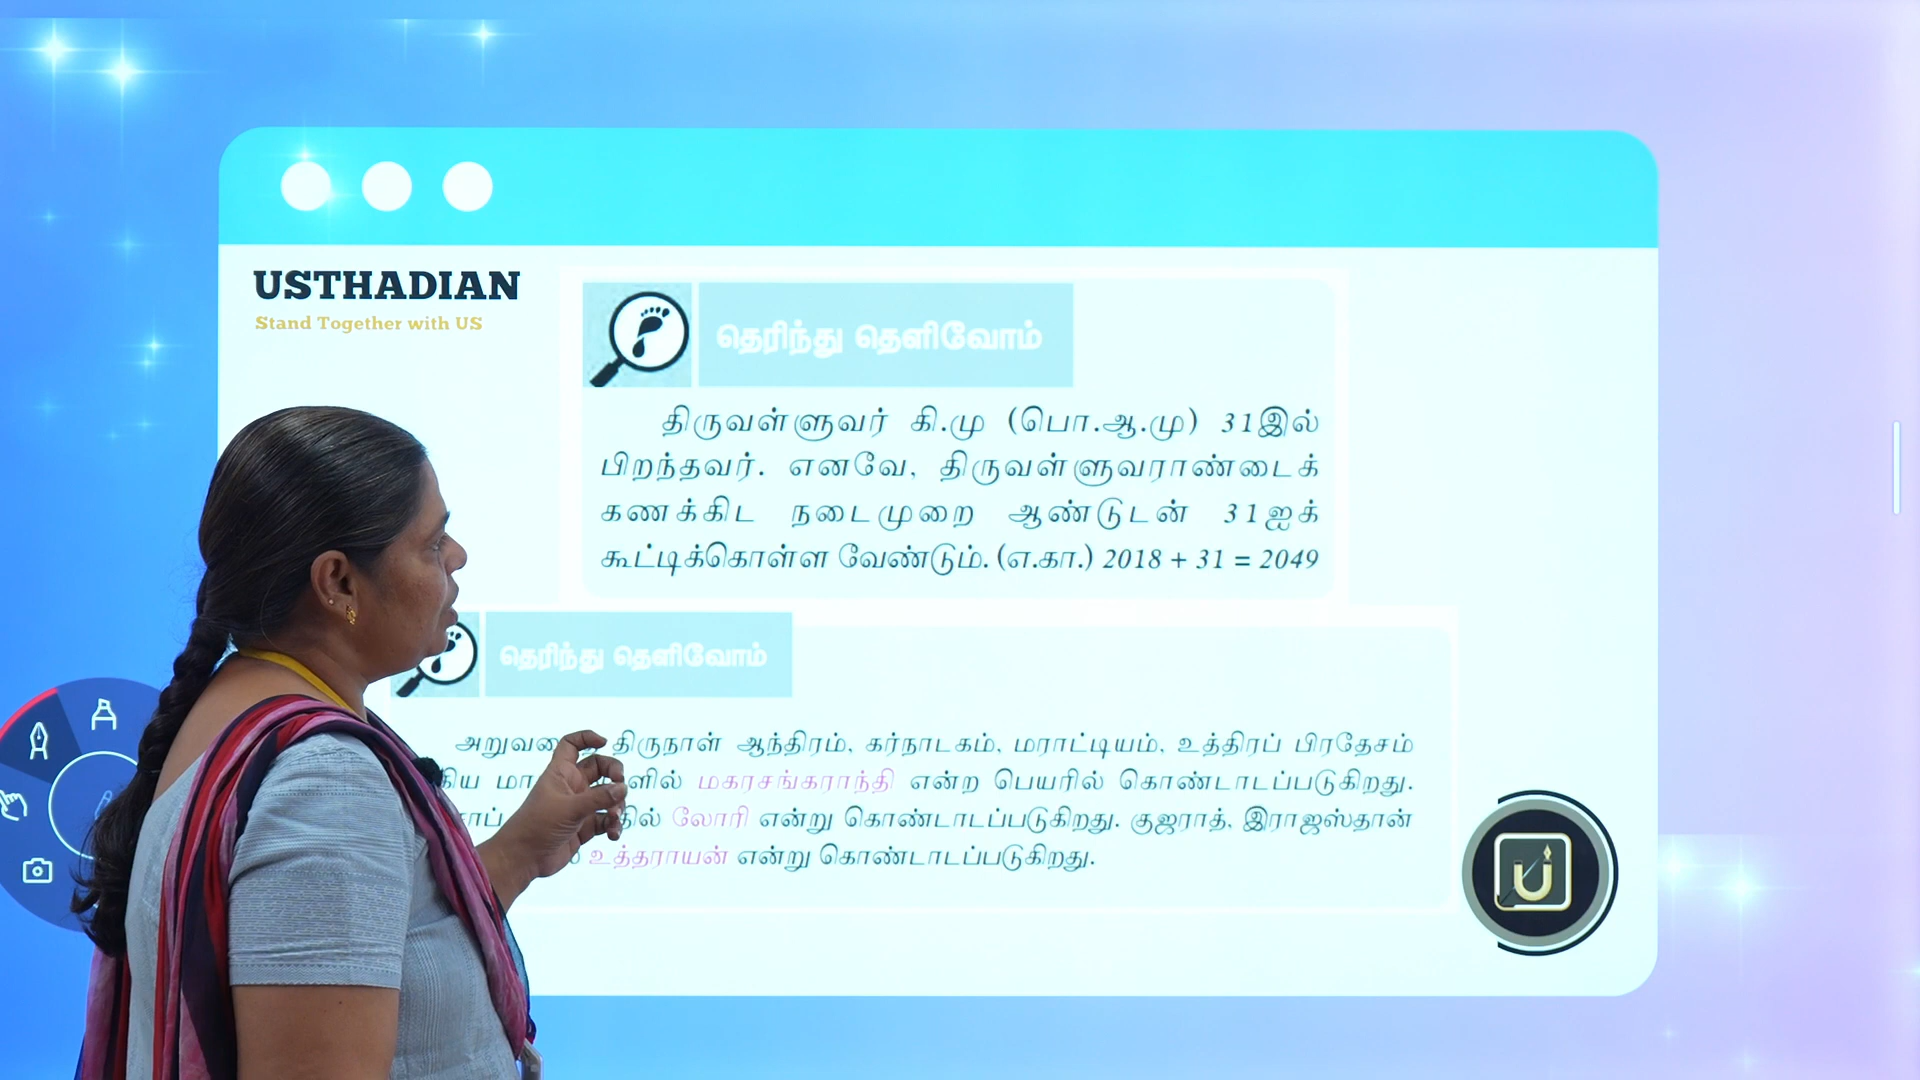 USTHADIAN
Stand Together with US
தெரிந்து தெளிவோம்
திருவள்ளுவர் கி.மு (பொ.ஆ.மு) 31இல்
பிறந்தவர். எனவே, திருவள்ளுவராண்டைக்
கணக்கிட நடைமுறை ஆண்டுடன் 31ஐக்
கூட்டிக்கொள்ள வேண்டும். (எ.கா.) 2018 + 31 = 2049
தெரிந்து தெளிவோம்
திருநாள் ஆந்திரம், கர்நாடகம், மராட்டியம், உத்திரப் பிரதேசம்
மகரசங்கராந்தி என்ற பெயரில் கொண்டாடப்படுகிறது.
லோரி என்று கொண்டாடப்படுகிறது. குஜராத், இராஜஸ்தான்
உத்தராயன் என்று கொண்டாடப்படுகிறது.